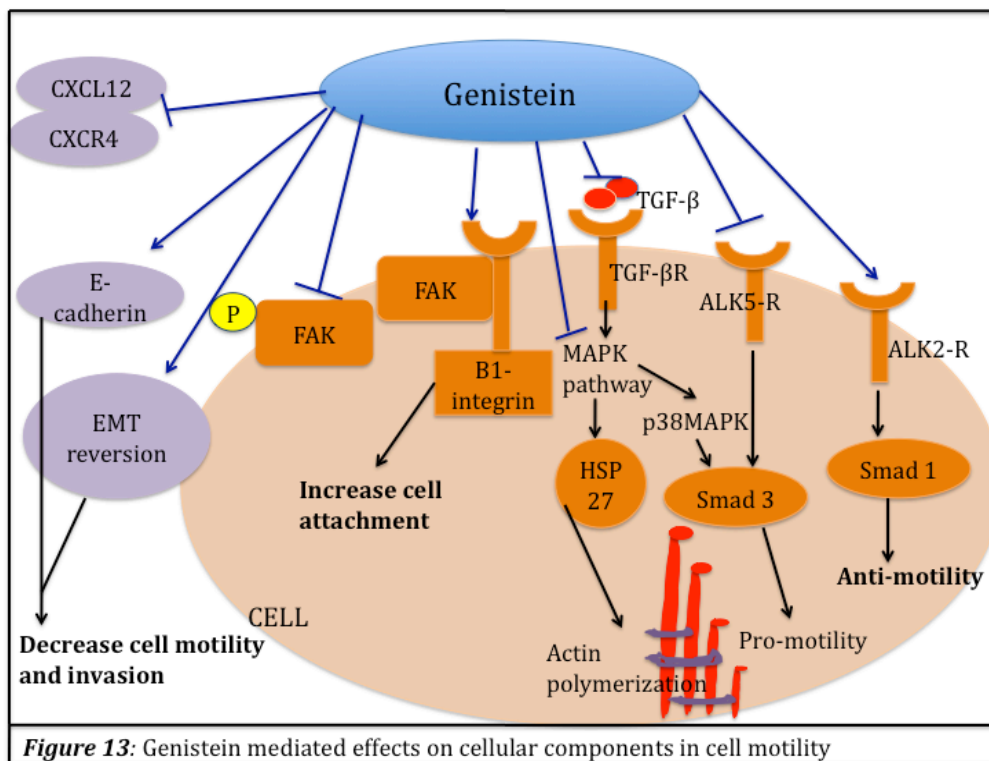 CXCL12
CXCR4
Genistein
TGF-β
E-
cadherin
P
FAK
FAK
TGF-βR
ALK5-R
ALK2-R
B1-
integrin
MAPK
pathway
p38MAPK
EMT
reversion
HSP
27
Smad 3
Smad 1
Increase cell
attachment
Anti-motility
CELL
Decrease cell motility
and invasion
Actin
polymerization
Pro-motility
Figure 13: Genistein mediated effects on cellular components in cell motility